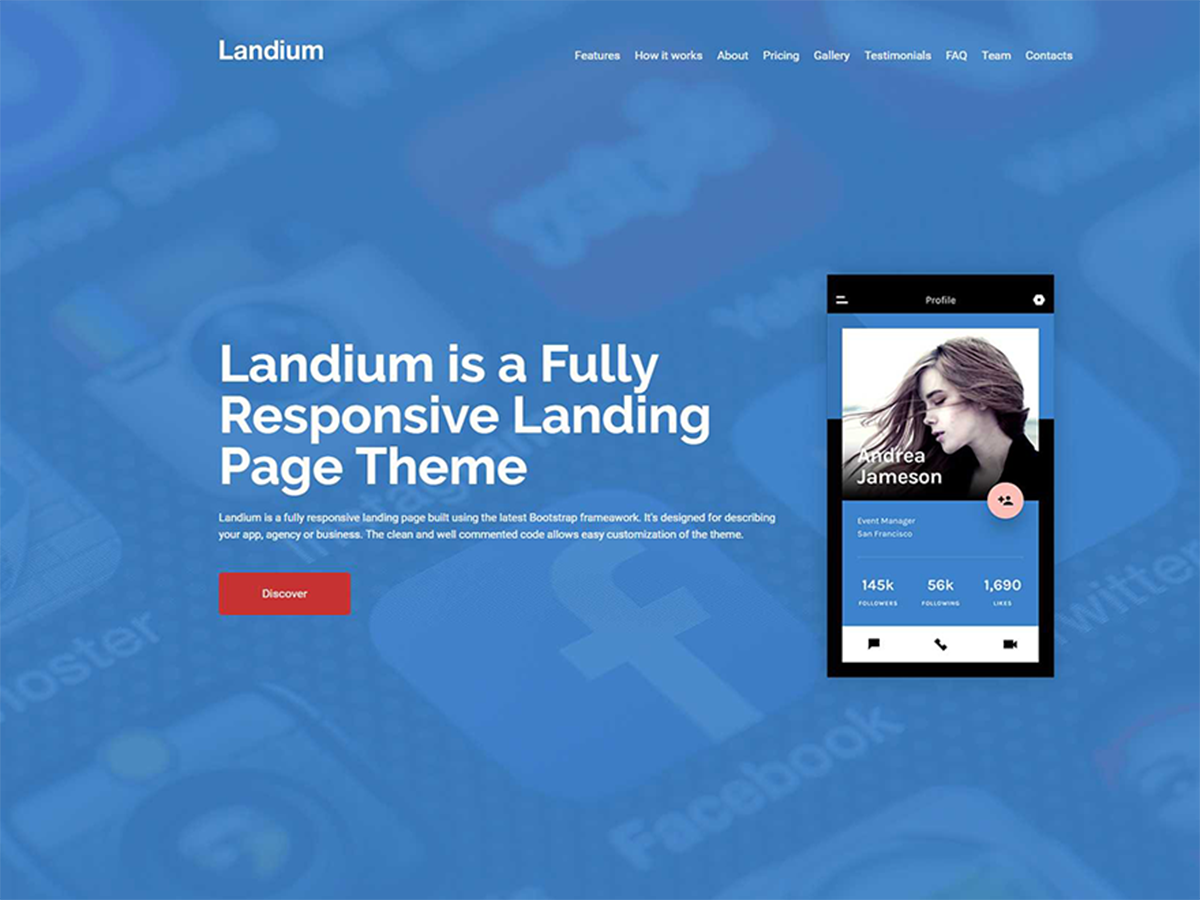 Landium
Features How it works About Pricing Gallery Testimonials FAQ Team Contacts
Landium is a Fully
Responsive Landing
Page Theme
Landium is a fully responsive landing page built using the latest Bootstrap frameawork. It's designed for describing
your app, agency or business. The clean and well commented code allows easy customization of the theme.
Discover
Profile
Andrea
Jameson
Event Manager
San Francisco
145k 56k 1,690
FOLLOWERS FOLLOWING LIKES
yelp
Instagram
Facebook
Twitter